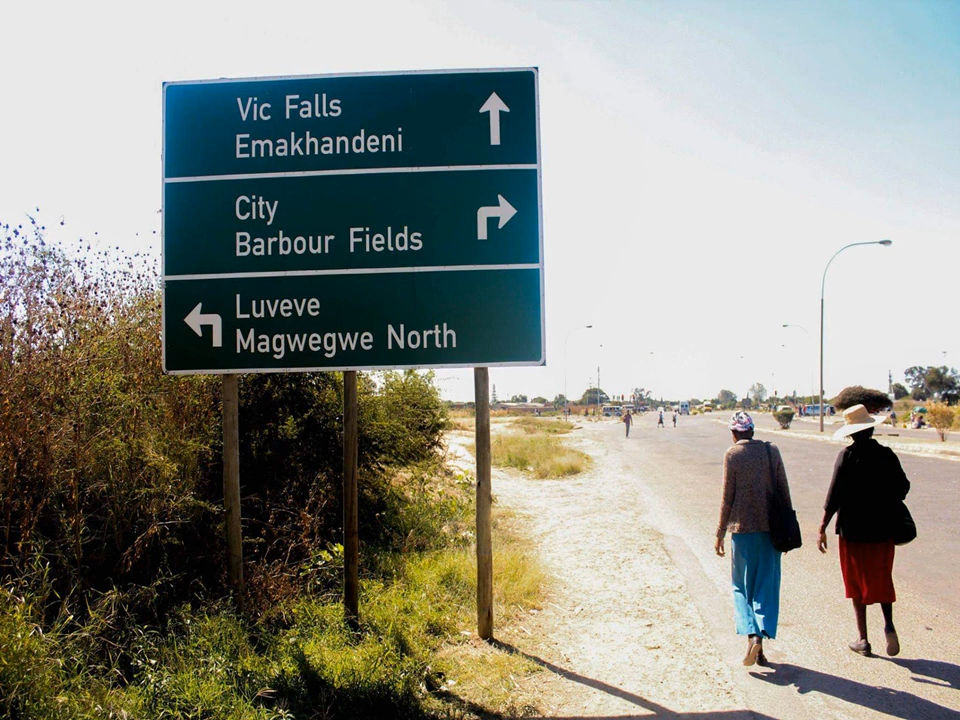 Vic Falls
Emakhandeni
City
Barbour Fields
Luveve
Magwegwe North